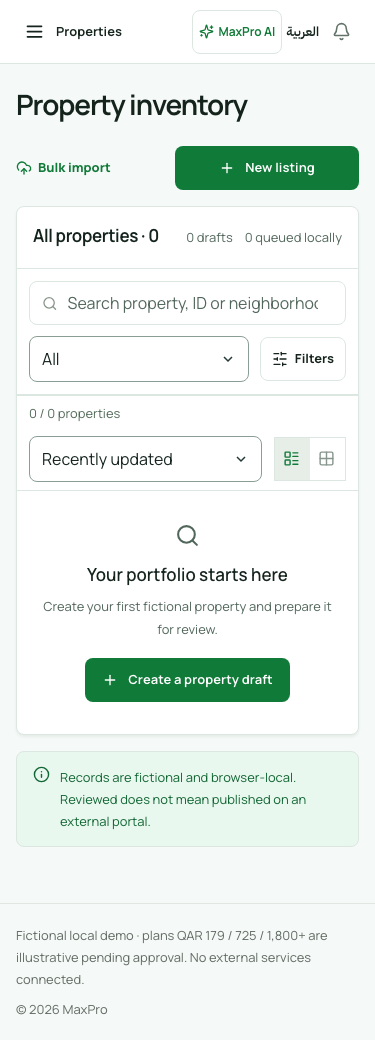 Properties
MaxPro AI
العربية
Property inventory
Bulk import
New listing
All properties · 0
0 drafts
0 queued locally
Search property, ID or neighborhoo
All
Filters
0 / 0 properties
Recently updated
Your portfolio starts here
Create your first fictional property and prepare it
for review.
Create a property draft
Records are fictional and browser-local.
Reviewed does not mean published on an
external portal.
Fictional local demo · plans QAR 179 / 725 / 1,800+ are
illustrative pending approval. No external services
connected.
© 2026 MaxPro